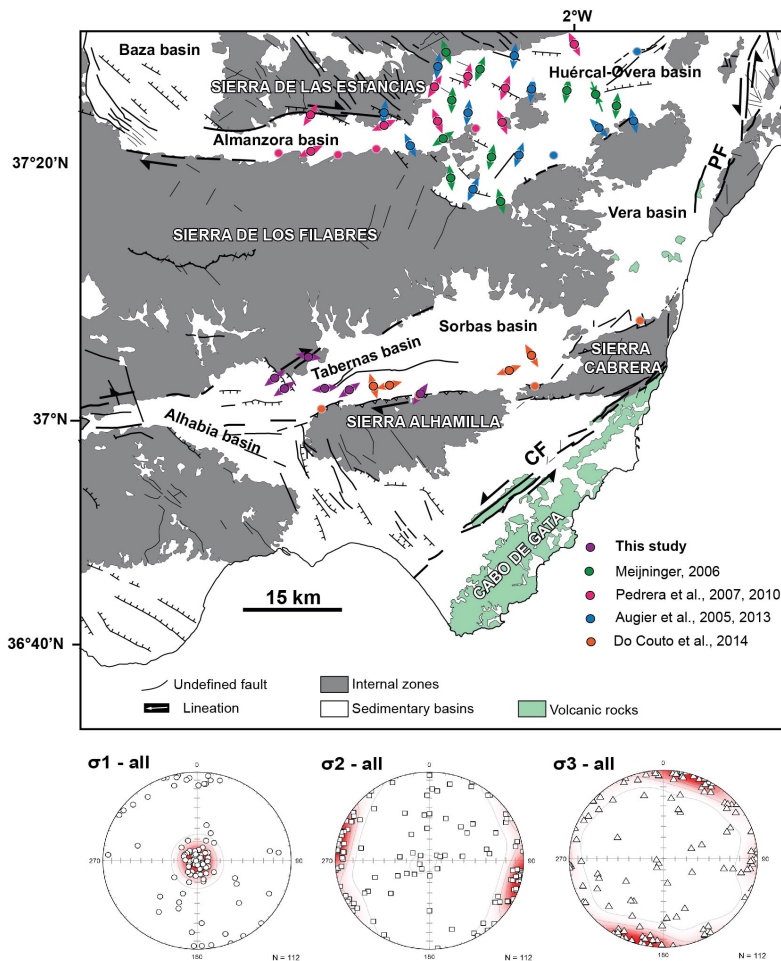 2°W
Baza basin
SIERRA DE LAS ESTANCIAS
Huércal-Overa basin
Almanzora basin
37°20'N
PF
Vera basin
SIERRA DE LOS FILABRES
Sorbas basin
Tabernas basin
SIERRA
CABRERA
37°N
Alhabia basin
SIERRA ALHAMILLA
CF
CABO DE GATA
This study
Meijninger, 2006
Pedrera et al., 2007, 2010
Augier et al., 2005, 2013
Do Couto et al., 2014
15 km
36°40'N
Undefined fault
Internal zones
Lineation
Sedimentary basins
Volcanic rocks
σ1 - all
σ2 - all
σ3 - all
0
0
0
270
90
270
90
270
90
180
N = 112
180
N = 112
180
N = 112